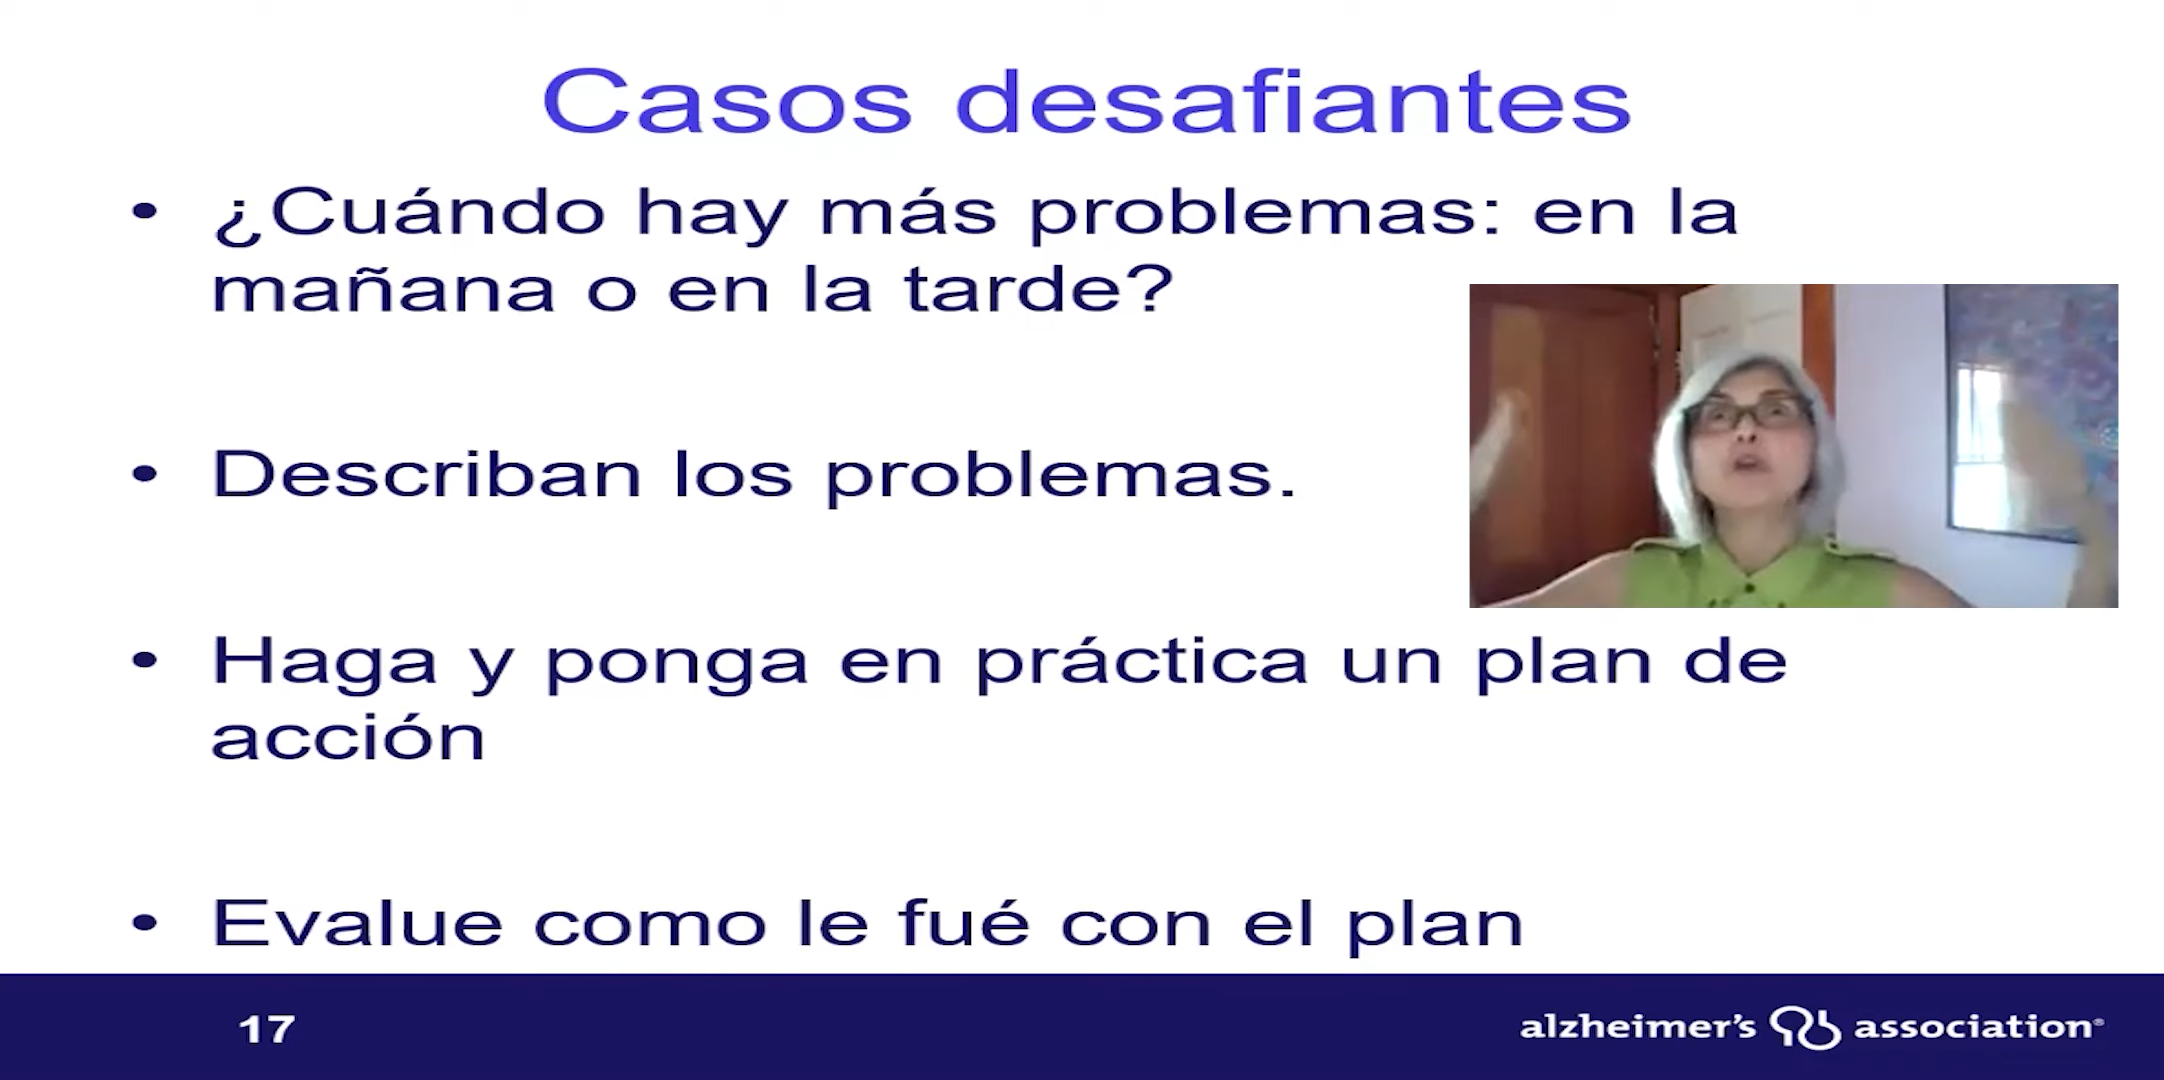 Casos desafiantes
• ¿Cuándo hay más problemas: en la
mañana o en la tarde?
• Describan los problemas.
• Haga y ponga en práctica un plan de
acción
• Evalue como le fué con el plan
17
alzheimer's association®